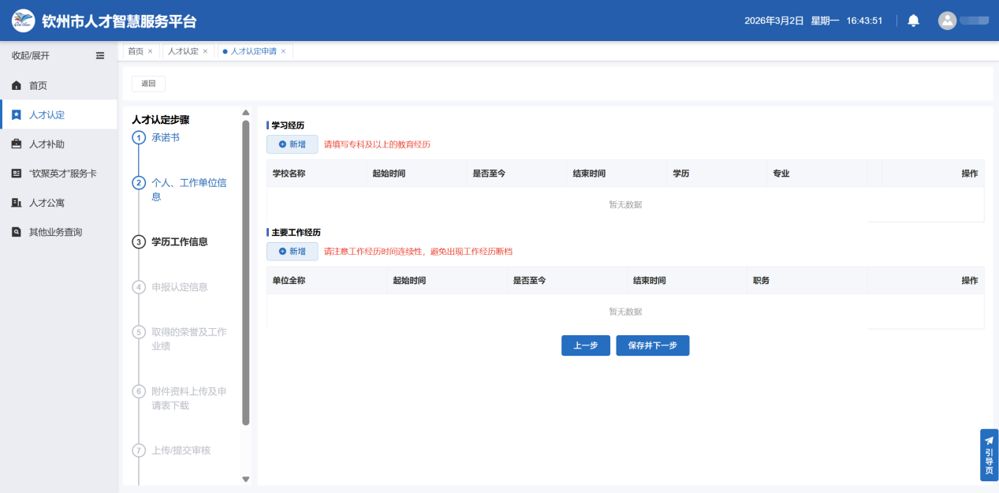 钦州市人才智慧服务平台
2026年3月2日 星期一 16:43:51
收起/展开
首页
人才认定
人才补助
“钦聚英才”服务卡
人才公寓
其他业务查询
首页 × 人才认定 × 人才认定申请 ×
返回
人才认定步骤
1 承诺书
2 个人、工作单位信
息
3 学历工作信息
4 申报认定信息
5 取得的荣誉及工作
业绩
6 附件资料上传及申
请表下载
7 上传/提交审核
学习经历
新增 请填写专科及以上的教育经历
学校名称 起始时间 是否至今 结束时间 学历 专业 操作
暂无数据
主要工作经历
新增 请注意工作经历时间连续性，避免出现工作经历断档
单位全称 起始时间 是否至今 结束时间 职务 操作
暂无数据
上一步 保存并下一步
引导页